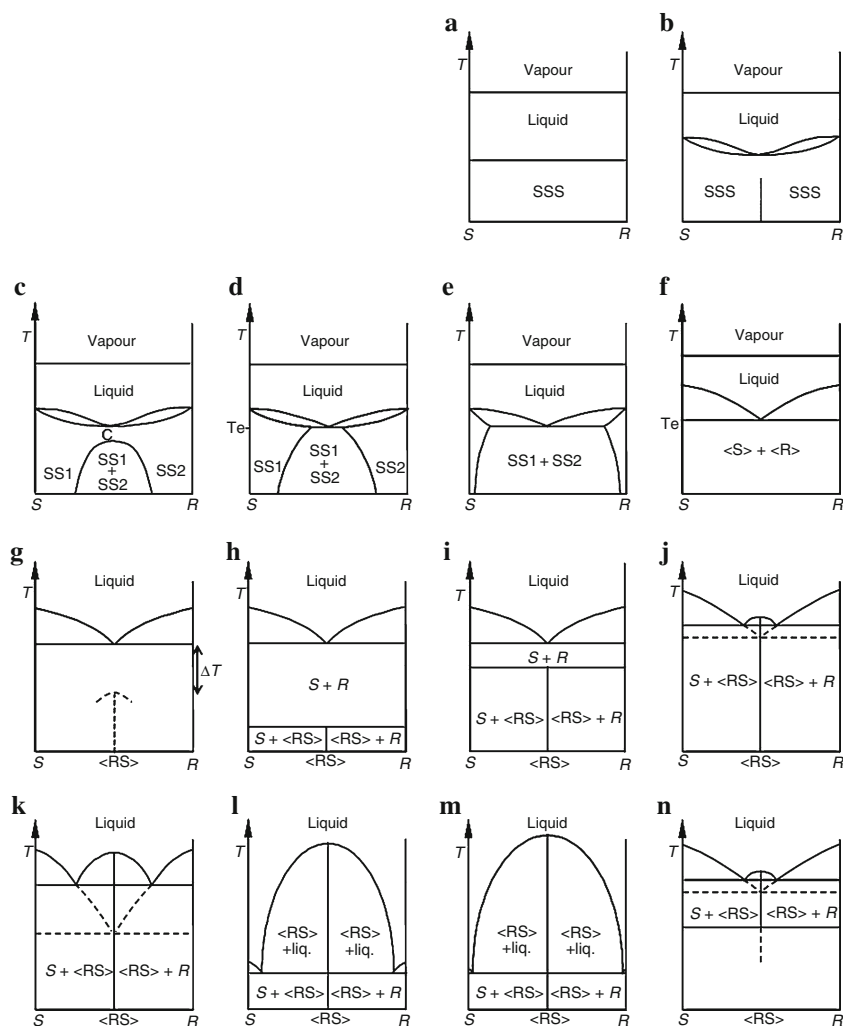 a b
T Vapour T Vapour
Liquid Liquid
SSS SSS SSS
S R S R
c d e f
T Vapour T Vapour T Vapour T Vapour
Liquid Liquid Liquid Liquid
C Te Te
SS1 SS1 + SS2 SS2 SS1 SS1 + SS2 SS2 SS1 + SS2 <S> + <R>
S R S R S R S R
g h i j
T Liquid T Liquid T Liquid T Liquid
ΔT S + R S + R
S + <RS> <RS> + R S + <RS> <RS> + R S + <RS> <RS> + R
S <RS> R S <RS> R S <RS> R S <RS> R
k l m n
T Liquid T Liquid T Liquid T Liquid
<RS> +liq. <RS> +liq. <RS> +liq. <RS> +liq.
S + <RS> <RS> + R S + <RS> <RS> + R S + <RS> <RS> + R S + <RS> <RS> + R
S <RS> R S <RS> R S <RS> R S <RS> R